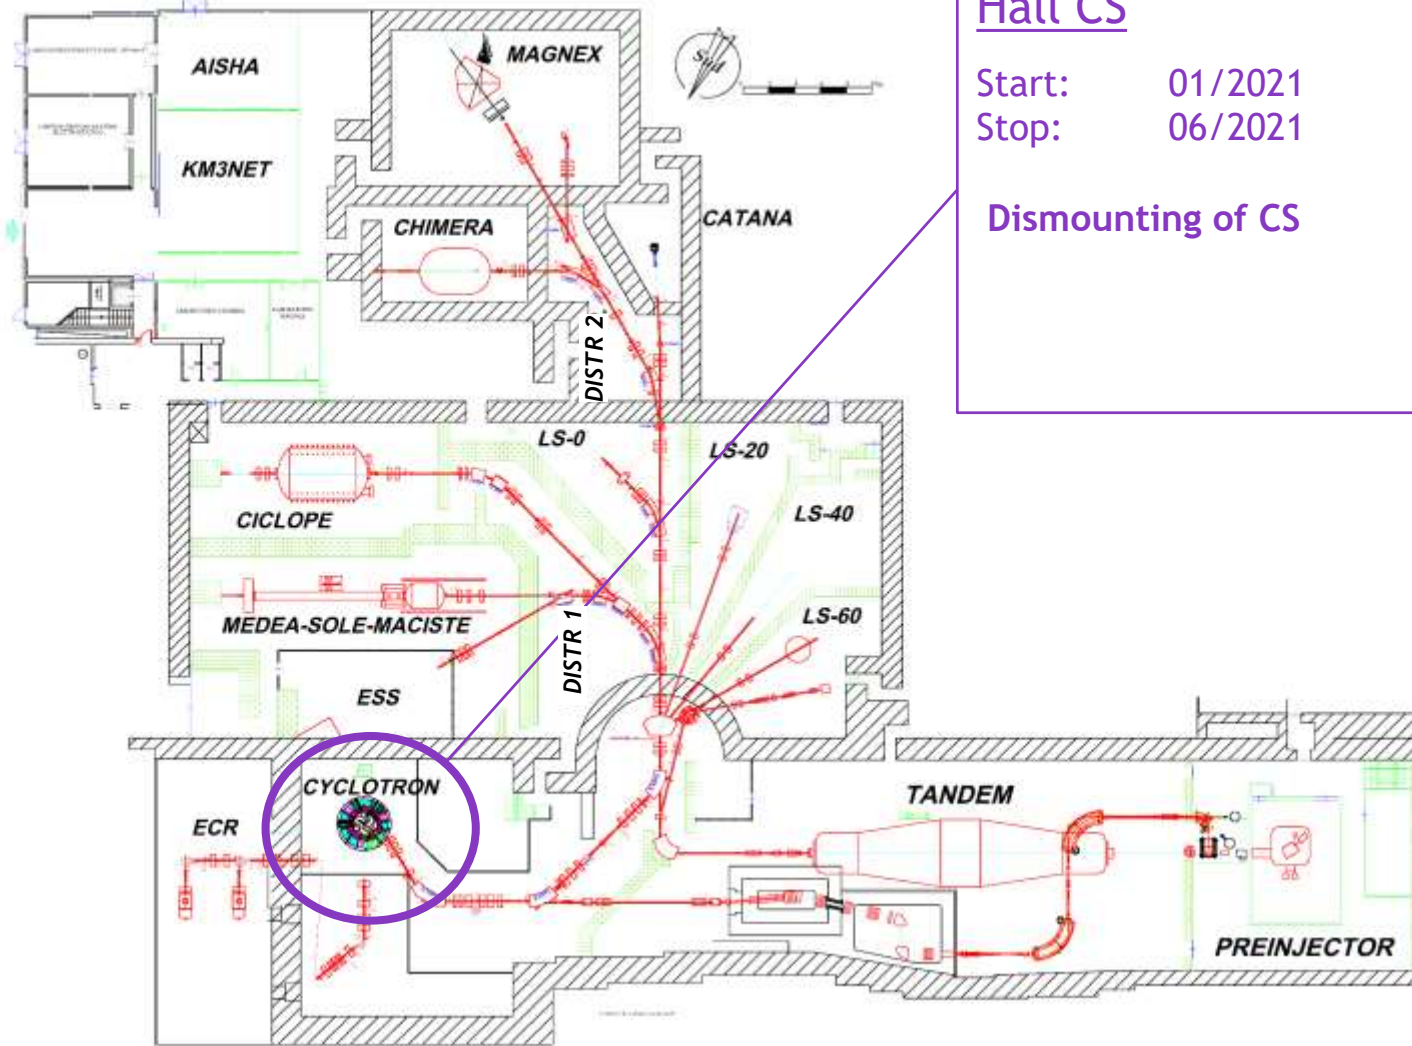 Hall CS
Start: 01/2021
Stop: 06/2021
Dismounting of CS
AISHA
MAGNEX
Sud
KM3NET
CHIMERA
CATANA
DISTR 2
LS-0
LS-20
CICLOPE
LS-40
MEDEA-SOLE-MACISTE
DISTR 1
LS-60
ESS
CYCLOTRON
ECR
TANDEM
PREINJECTOR